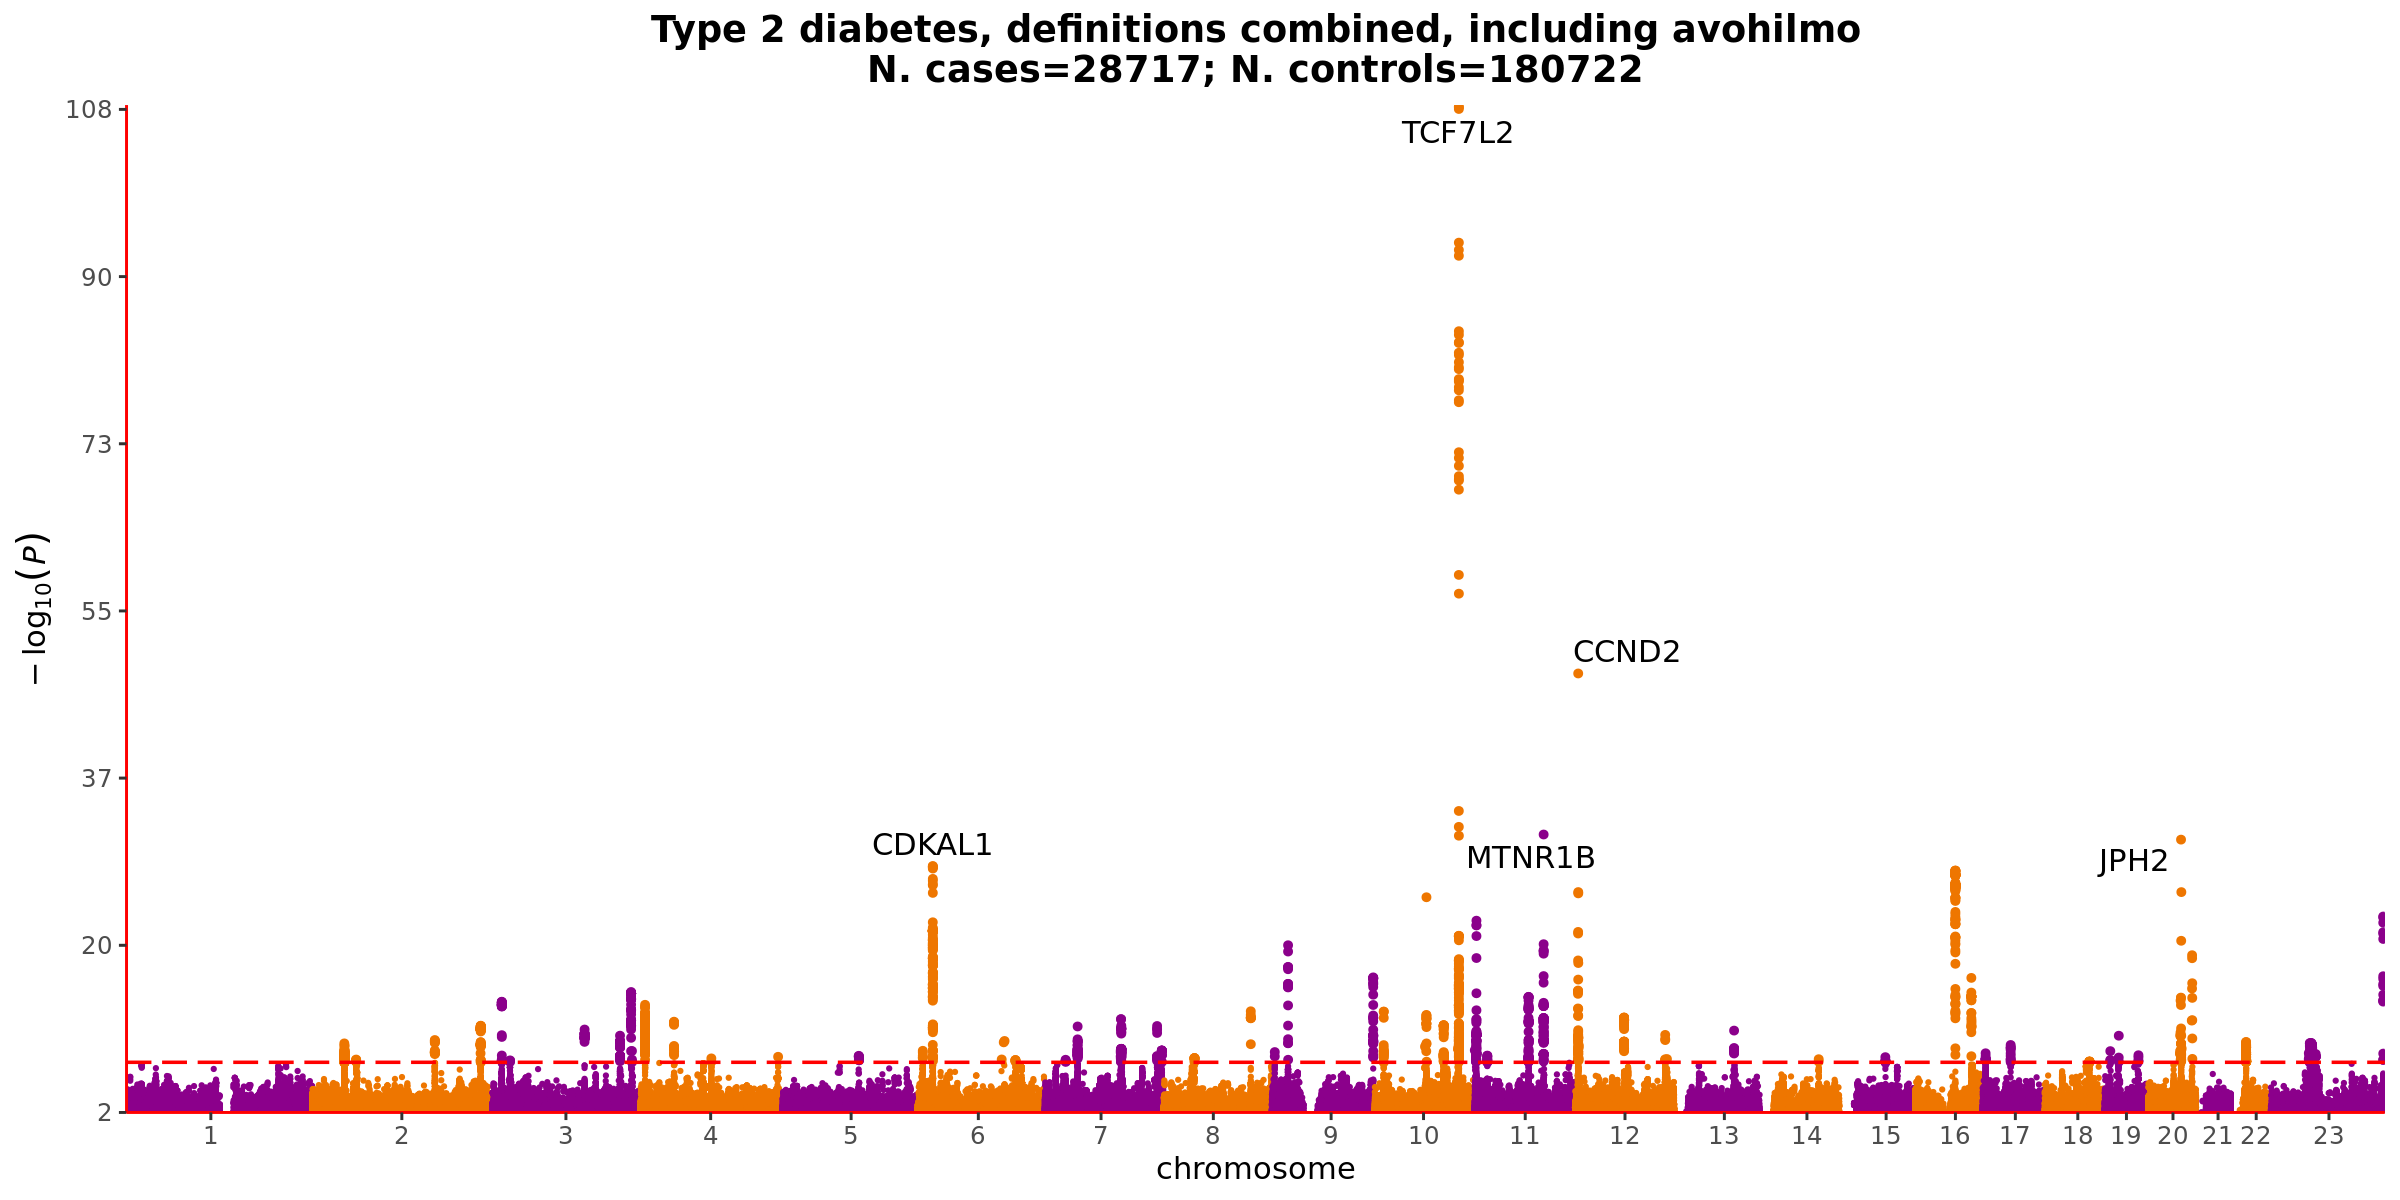 Type 2 diabetes, definitions combined, including avohilmo
N. cases=28717; N. controls=180722
108
TCF7L2
90
73
55
− log10(P)
CCND2
37
CDKAL1
MTNR1B
JPH2
20
2
1 2 3 4 5 6 7 8 9 10 11 12 13 14 15 16 17 18 19 20 21 22 23
chromosome